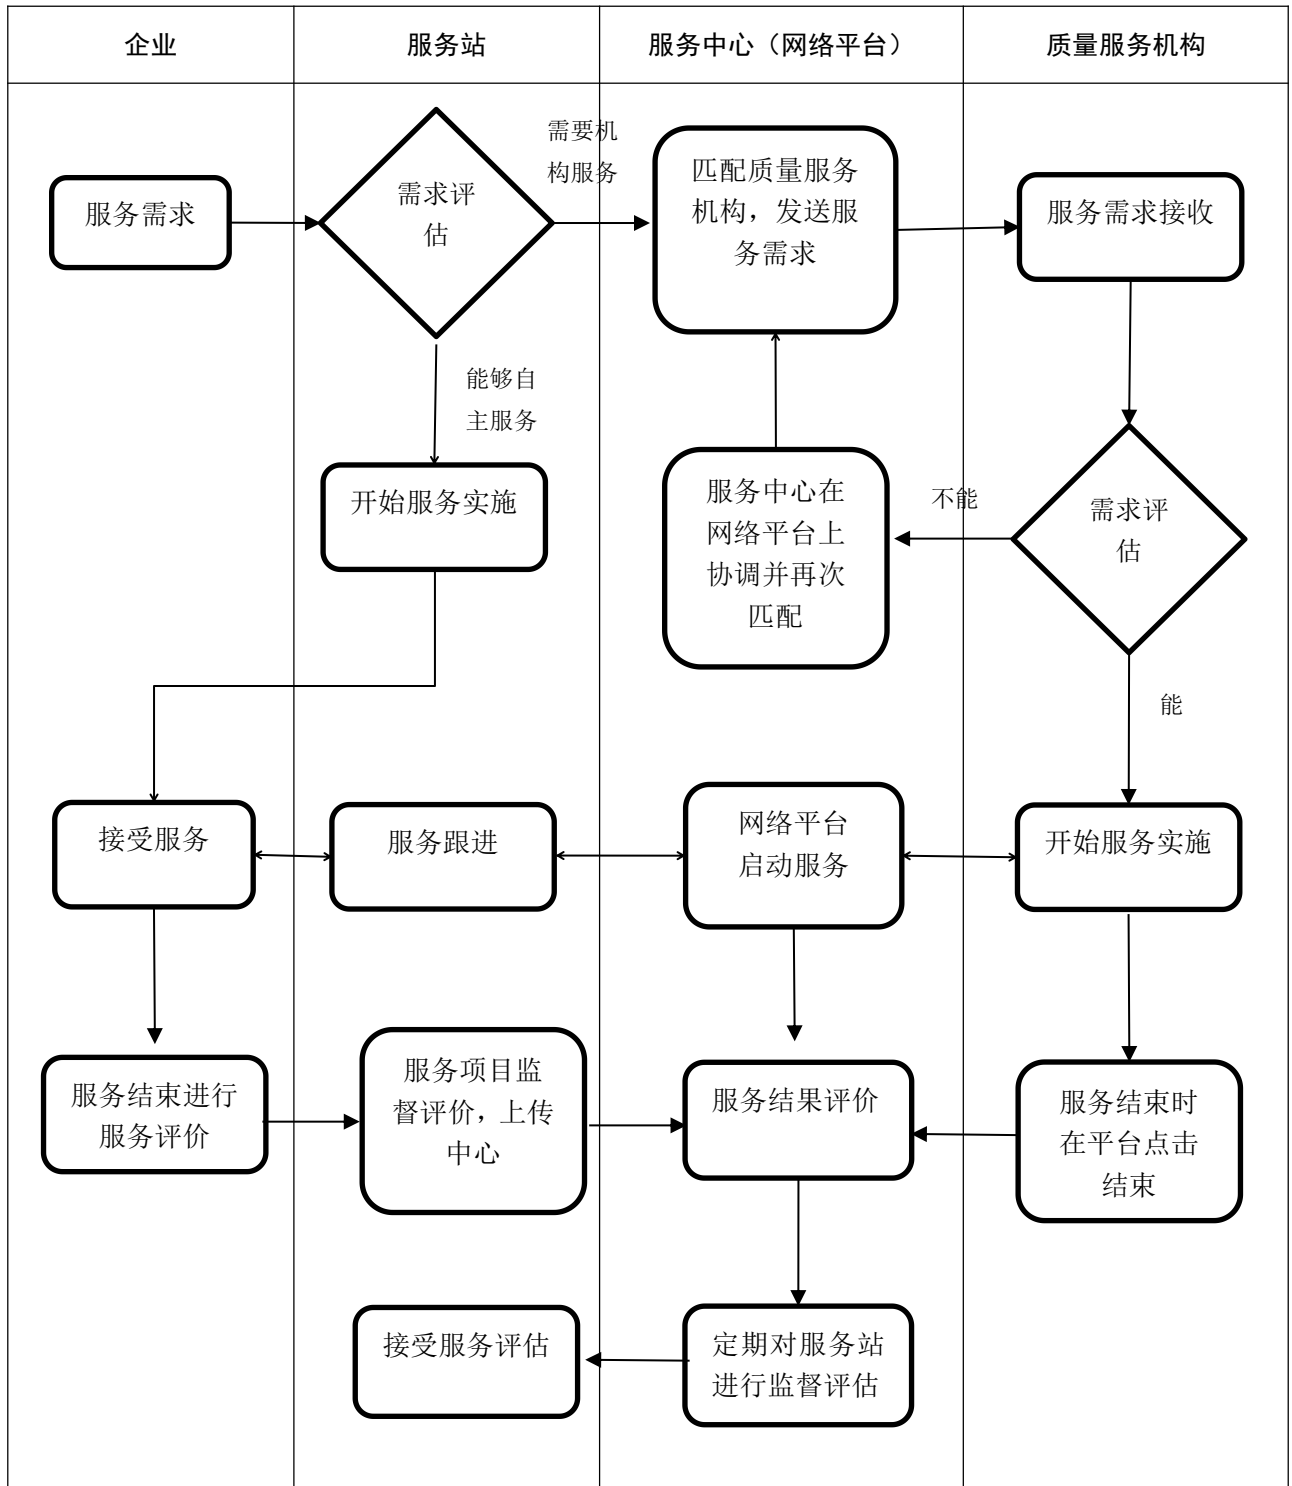 企业
服务站
服务中心（网络平台）
质量服务机构
服务需求
需求评
估
需要机
构服务
匹配质量服务
机构，发送服
务需求
服务需求接收
能够自
主服务
开始服务实施
服务中心在
网络平台上
协调并再次
匹配
不能
需求评
估
能
接受服务
服务跟进
网络平台
启动服务
开始服务实施
服务结束进行
服务评价
服务项目监
督评价，上传
中心
服务结果评价
服务结束时
在平台点击
结束
接受服务评估
定期对服务站
进行监督评估